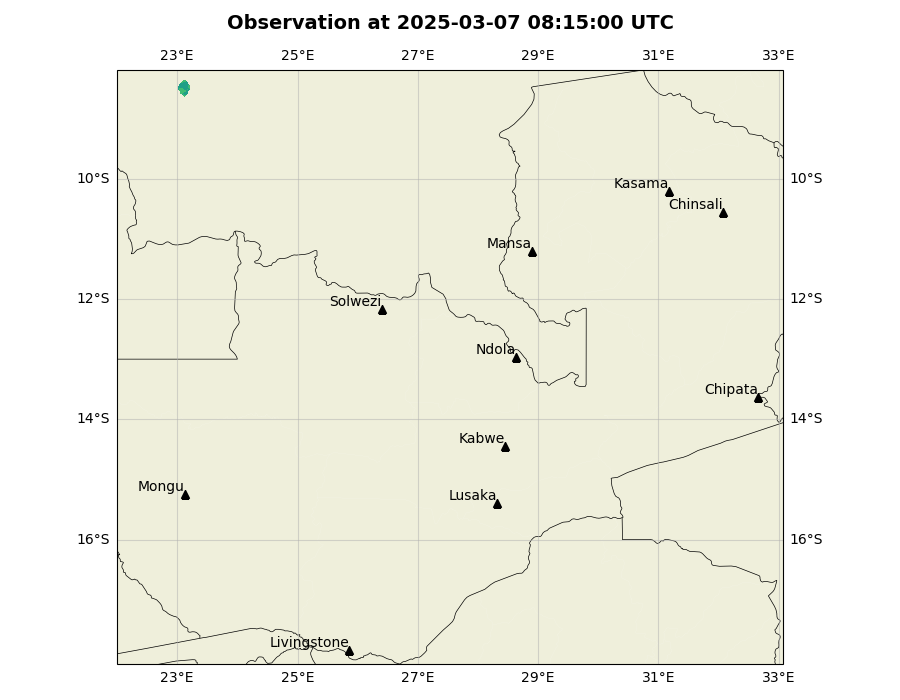 Observation at 2025-03-07 08:15:00 UTC
23°E 25°E 27°E 29°E 31°E 33°E
10°S 10°S
Kasama
Chinsali
Mansa
12°S 12°S
Solwezi
Ndola
Chipata
14°S 14°S
Kabwe
Mongu
Lusaka
16°S 16°S
Livingstone
23°E 25°E 27°E 29°E 31°E 33°E